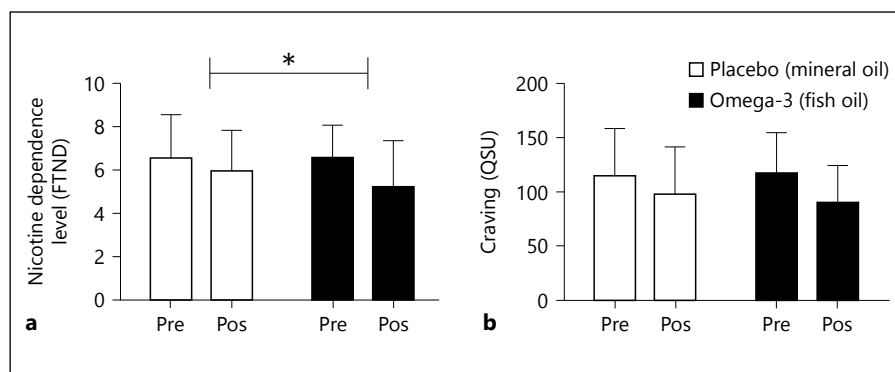 *
Nicotine dependence
level (FTND)
10
8
6
4
2
0
Pre Pos Pre Pos
a
Placebo (mineral oil)
Omega-3 (fish oil)
Craving (QSU)
200
150
100
50
0
Pre Pos Pre Pos
b